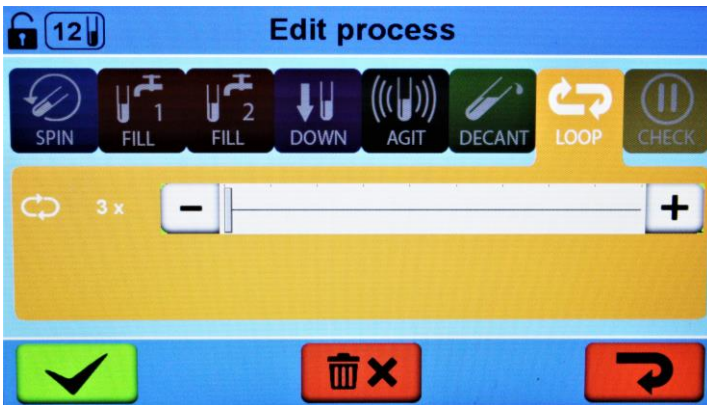 12
Edit process
SPIN
1
FILL
2
FILL
DOWN
AGIT
DECANT
LOOP
CHECK
3 x